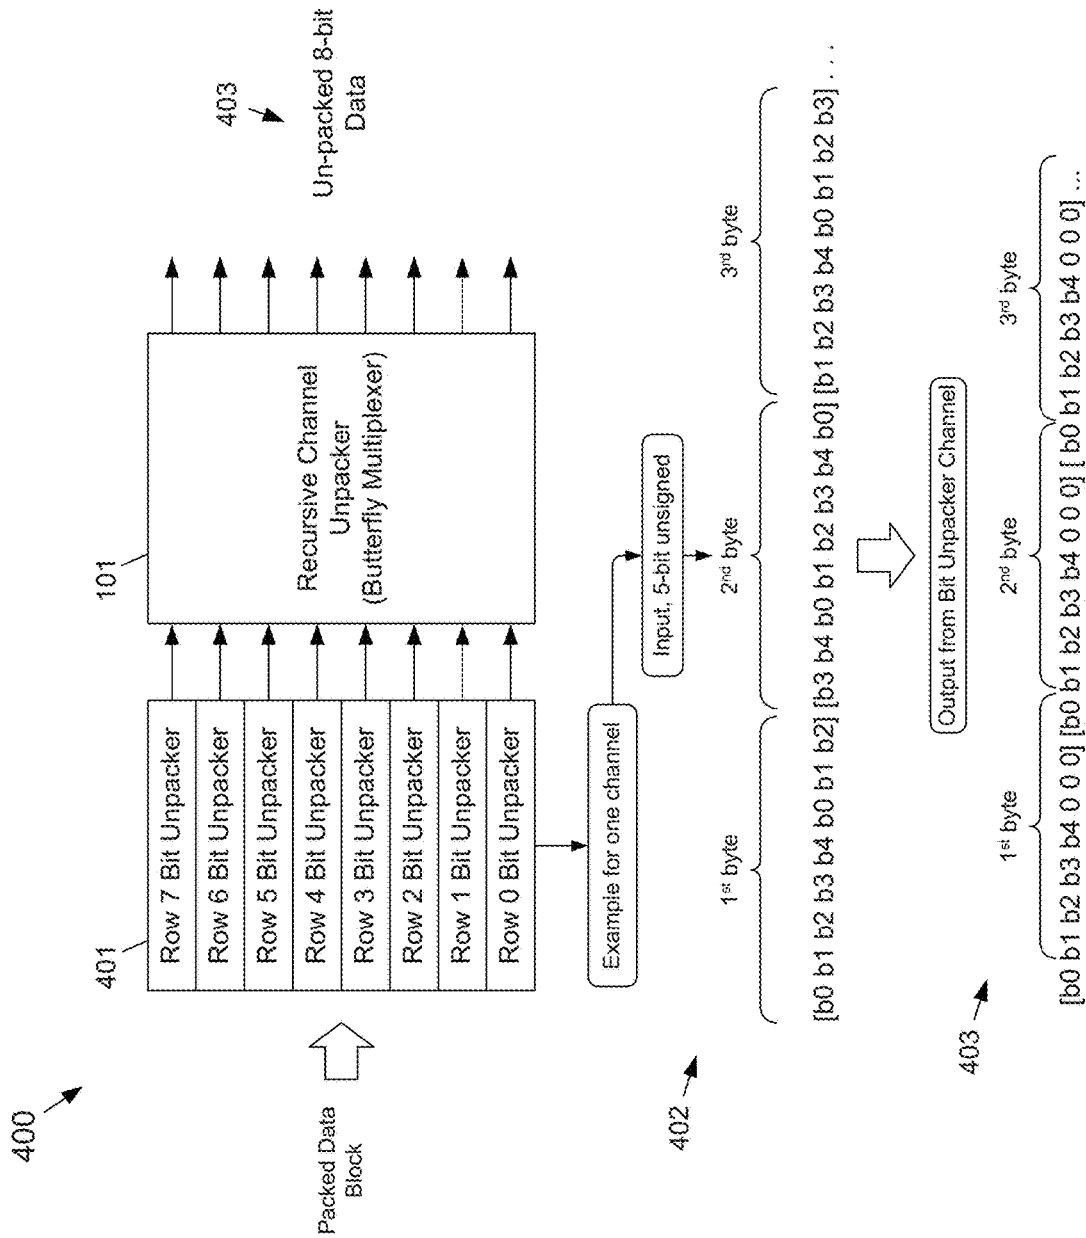 400
Packed Data
Block
401
Row 7 Bit Unpacker
Row 6 Bit Unpacker
Row 5 Bit Unpacker
Row 4 Bit Unpacker
Row 3 Bit Unpacker
Row 2 Bit Unpacker
Row 1 Bit Unpacker
Row 0 Bit Unpacker
101
Recursive Channel
Unpacker
(Butterfly Multiplexer)
403
Un-packed 8-bit
Data
Example for one channel
Input, 5-bit unsigned
402
1st byte 2nd byte 3rd byte
[b0 b1 b2 b3 b4 b0 b1 b2] [b3 b4 b0 b1 b2 b3 b4 b0] [b1 b2 b3 b4 b0 b1 b2 b3] . . .
Output from Bit Unpacker Channel
403
1st byte 2nd byte 3rd byte
[b0 b1 b2 b3 b4 0 0 0] [b0 b1 b2 b3 b4 0 0 0] [ b0 b1 b2 b3 b4 0 0 0] ...